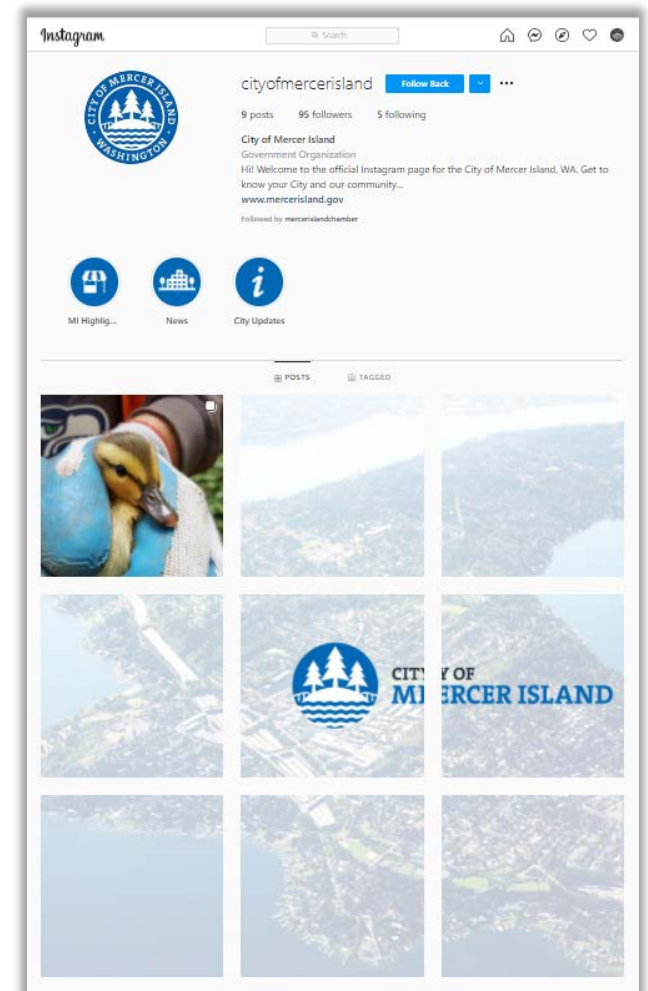 Instagram
Search
CITY OF MERCER ISLAND
WASHINGTON
cityofmercerisland Follow Back
9 posts 95 followers 5 following
City of Mercer Island
Government Organization
Hi! Welcome to the official Instagram page for the City of Mercer Island, WA. Get to
know your City and our community...
www.mercerisland.gov
Followed by mercerislandchamber
MI Highlig... News City Updates
POSTS TAGGED
CITY Y OF
MERCER ISLAND